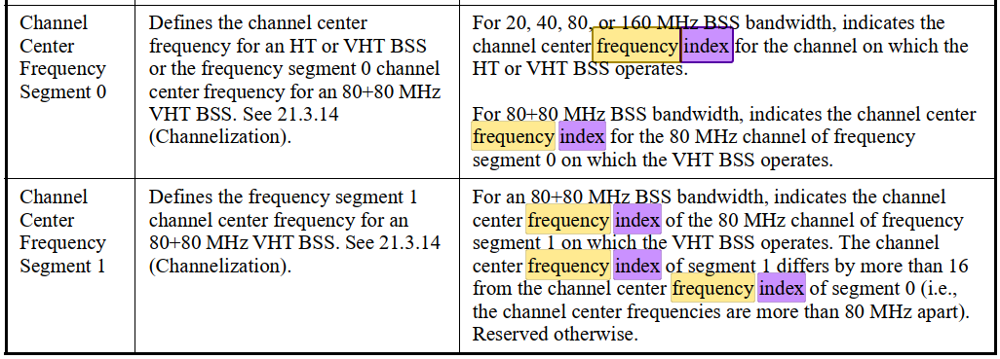 Channel
Center
Frequency
Segment 0
Defines the channel center
frequency for an HT or VHT BSS
or the frequency segment 0 channel
center frequency for an 80+80 MHz
VHT BSS. See 21.3.14
(Channelization).
For 20, 40, 80, or 160 MHz BSS bandwidth, indicates the
channel center frequency index for the channel on which the
HT or VHT BSS operates.
For 80+80 MHz BSS bandwidth, indicates the channel center
frequency index for the 80 MHz channel of frequency
segment 0 on which the VHT BSS operates.
Channel
Center
Frequency
Segment 1
Defines the frequency segment 1
channel center frequency for an
80+80 MHz VHT BSS. See 21.3.14
(Channelization).
For an 80+80 MHz BSS bandwidth, indicates the channel
center frequency index of the 80 MHz channel of frequency
segment 1 on which the VHT BSS operates. The channel
center frequency index of segment 1 differs by more than 16
from the channel center frequency index of segment 0 (i.e.,
the channel center frequencies are more than 80 MHz apart).
Reserved otherwise.